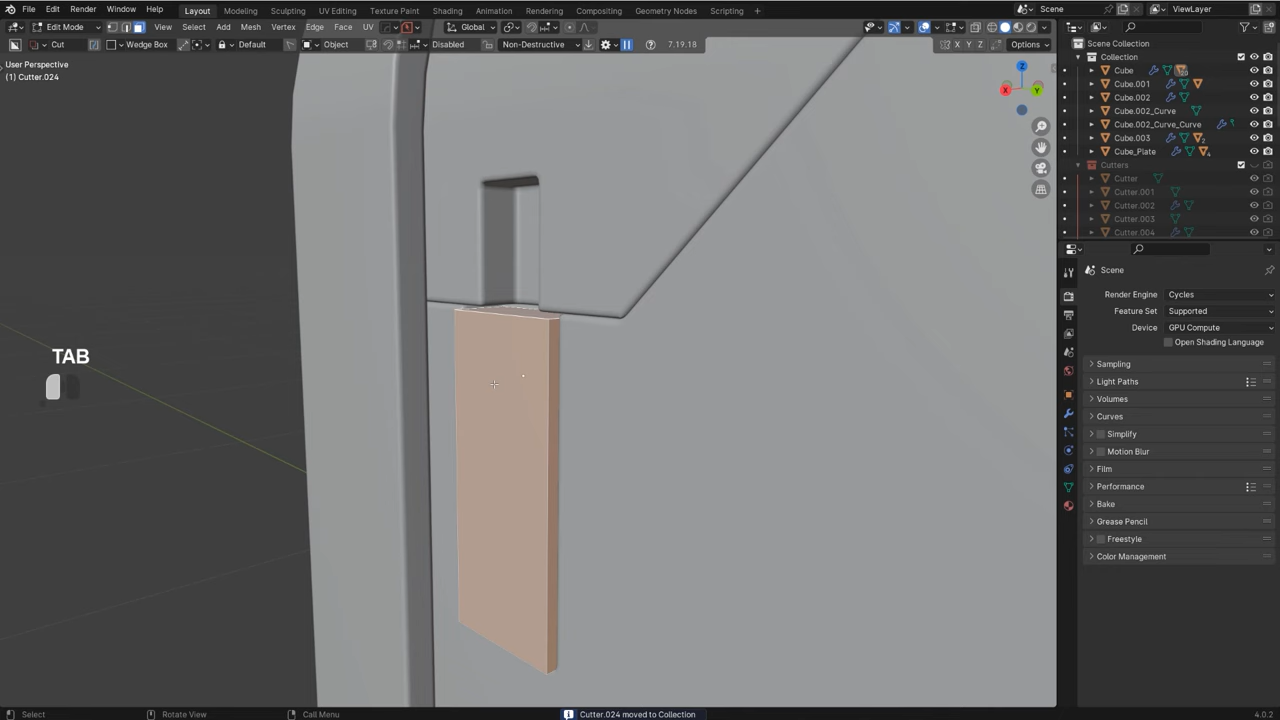 File Edit Render Window Help Layout Modeling Sculpting UV Editing Texture Paint Shading Animation Rendering Compositing Geometry Nodes Scripting + Scene ViewLayer
Edit Mode View Select Add Mesh Vertex Edge Face UV Global
Cut Wedge Box Default Object Disabled Non-Destructive 7.19.18 X Y Z Options
User Perspective
(1) Cutter.024
Z
X
Y
TAB
Scene Collection
Collection
Cube
Cube.001
Cube.002
Cube.002_Curve
Cube.002_Curve_Curve
Cube.003
Cube_Plate
Cutters
Cutter
Cutter.001
Cutter.002
Cutter.003
Cutter.004
Scene
Render Engine Cycles
Feature Set Supported
Device GPU Compute
Open Shading Language
Sampling
Light Paths
Volumes
Curves
Simplify
Motion Blur
Film
Performance
Bake
Grease Pencil
Freestyle
Color Management
Select Rotate View Call Menu Cutter.024 moved to Collection 4.0.2